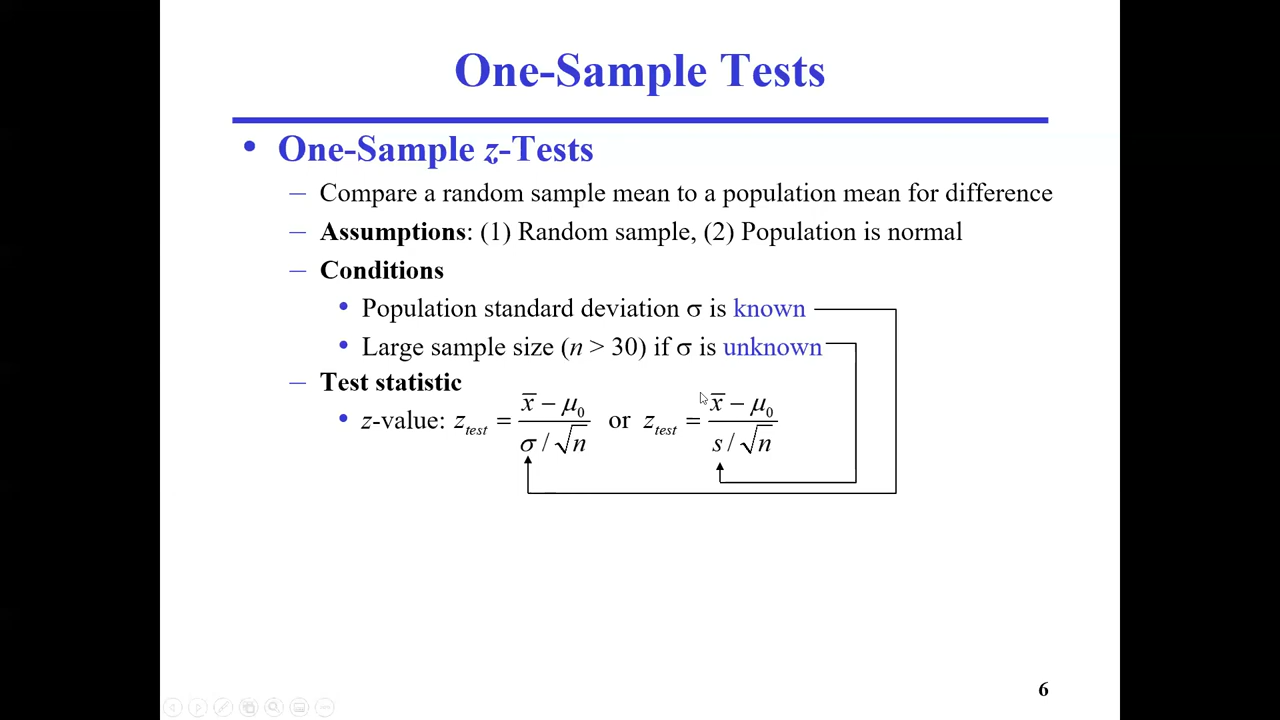 One-Sample Tests
• One-Sample z-Tests
– Compare a random sample mean to a population mean for difference
– Assumptions: (1) Random sample, (2) Population is normal
– Conditions
• Population standard deviation σ is known
• Large sample size (n > 30) if σ is unknown
– Test statistic
• z-value: z_test = (x̄ − μ₀) / (σ / √n) or z_test = (x̄ − μ₀) / (s / √n)
6